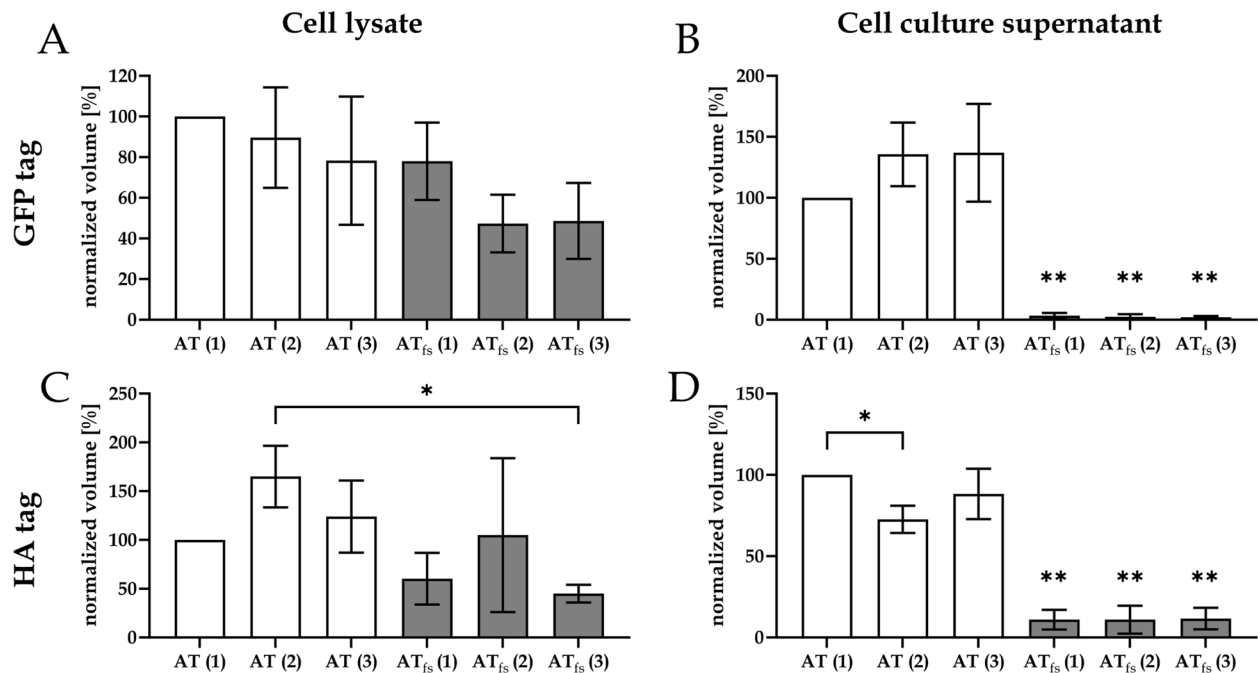 Cell lysate
Cell culture supernatant
GFP tag
HA tag
A
normalized volume [%]
120
100
80
60
40
20
0
AT (1) AT (2) AT (3) ATfs (1) ATfs (2) ATfs (3)
B
normalized volume [%]
200
150
100
50
0
** ** **
AT (1) AT (2) AT (3) ATfs (1) ATfs (2) ATfs (3)
C
normalized volume [%]
250
200
150
100
50
0
*
AT (1) AT (2) AT (3) ATfs (1) ATfs (2) ATfs (3)
D
normalized volume [%]
150
100
50
0
*
** ** **
AT (1) AT (2) AT (3) ATfs (1) ATfs (2) ATfs (3)